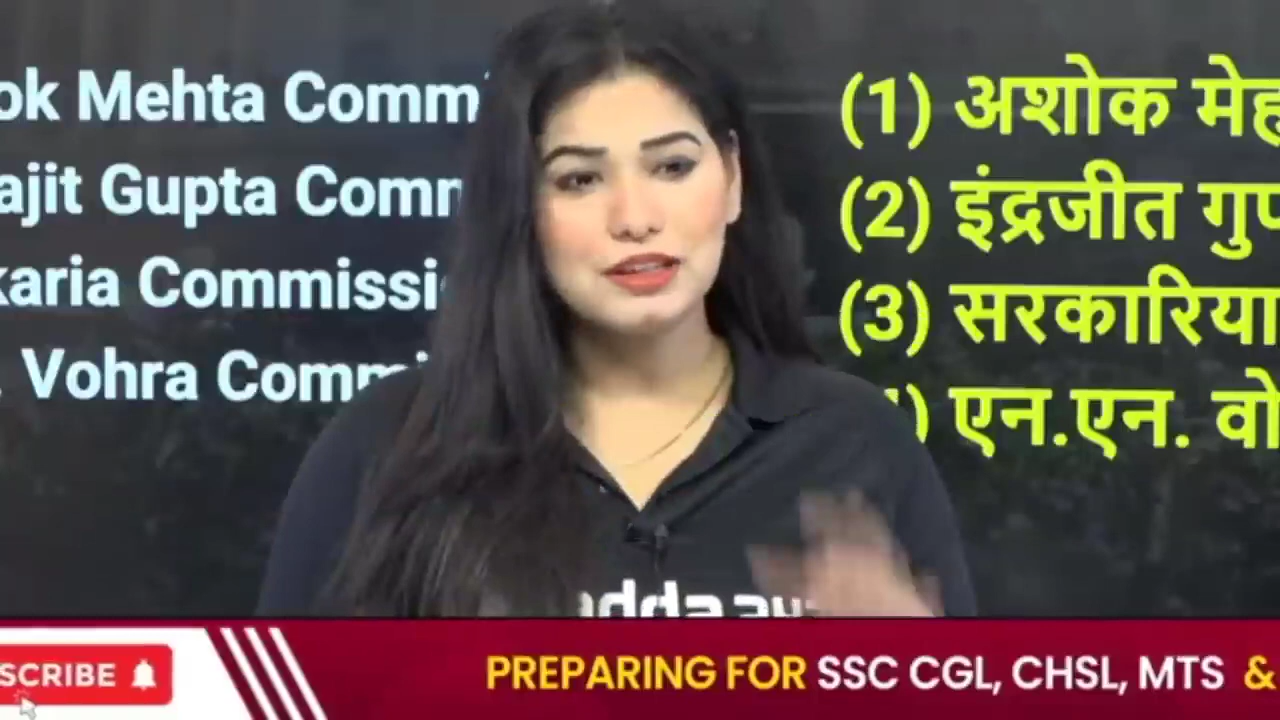 ok Mehta Comm
ajit Gupta Com
karia Commissi
. Vohra Comm
(1) अशोक मेह
(2) इंद्रजीत गुप
(3) सरकारिया
) एन.एन. वो
SCRIBE
PREPARING FOR SSC CGL, CHSL, MTS &